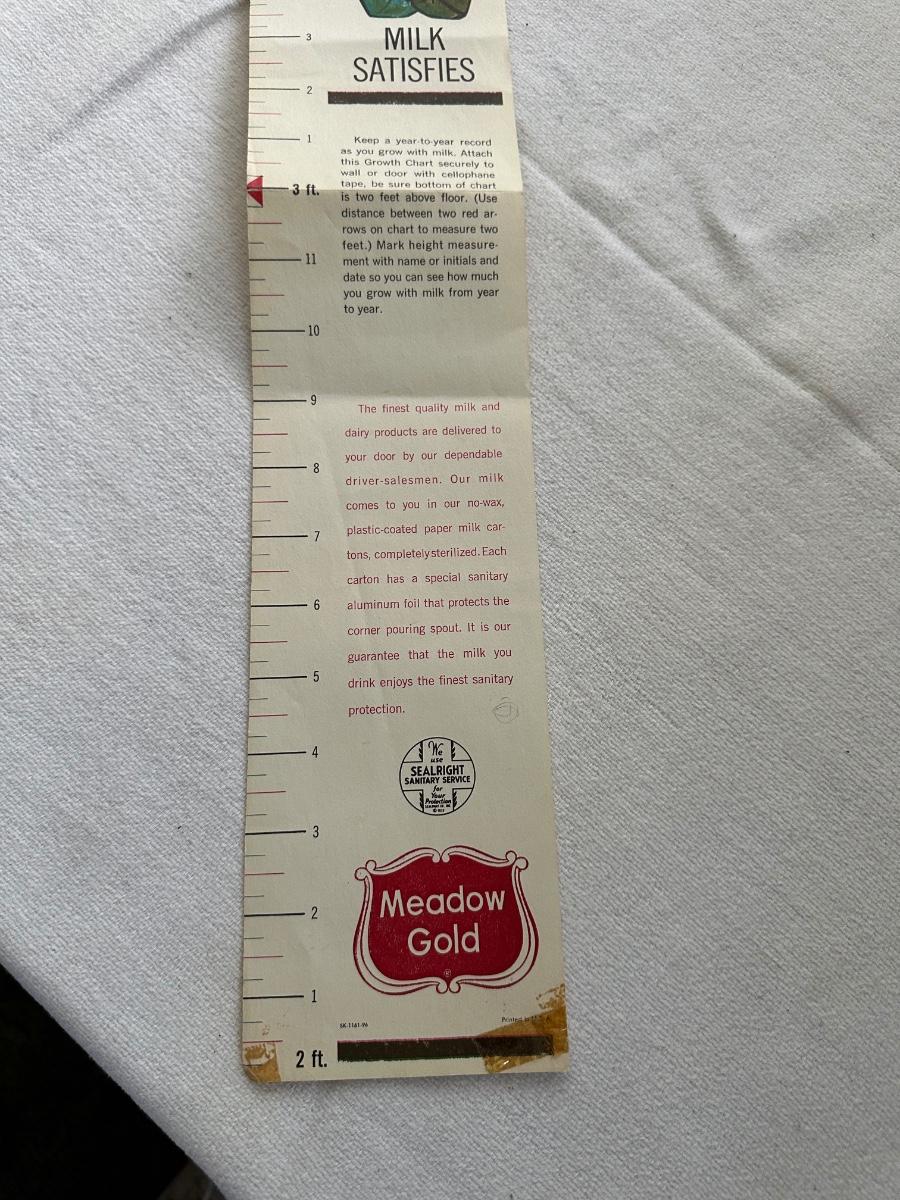 3
MILK
SATISFIES
2
1
Keep a year-to-year record
as you grow with milk. Attach
this Growth Chart securely to
wall or door with cellophane
tape, be sure bottom of chart
3 ft.
is two feet above floor. (Use
distance between two red ar-
rows on chart to measure two
feet.) Mark height measure-
11
ment with name or initials and
date so you can see how much
you grow with milk from year
to year.
10
9
The finest quality milk and
dairy products are delivered to
your door by our dependable
8
driver-salesmen. Our milk
comes to you in our no-wax,
plastic-coated paper milk car-
7
tons, completely sterilized. Each
carton has a special sanitary
6
aluminum foil that protects the
corner pouring spout. It is our
guarantee that the milk you
5
drink enjoys the finest sanitary
protection.
4
We
use
SEALRIGHT
SANITARY SERVICE
for
Your
Protection
3
Meadow
2
Gold
®
1
SK-1161-96
Printed in U.S.A.
2 ft.